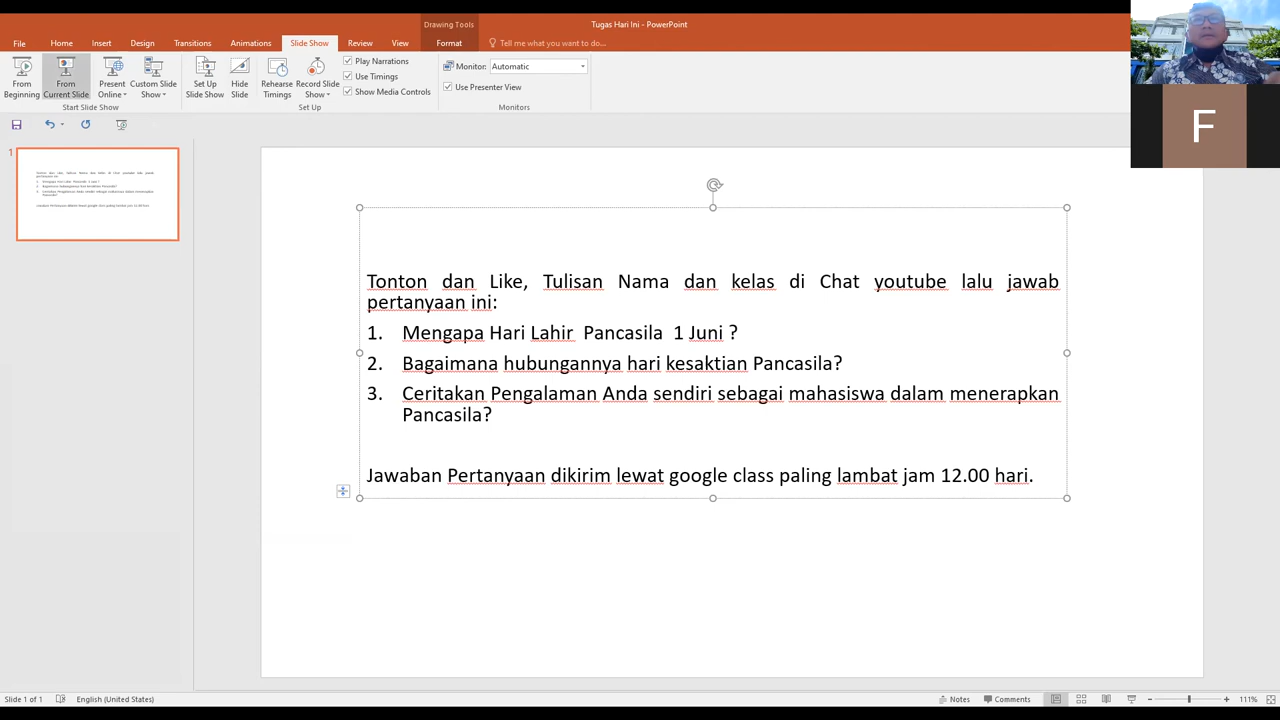 Drawing Tools
Tugas Hari Ini - PowerPoint
File Home Insert Design Transitions Animations Slide Show Review View Format Tell me what you want to do...
From Beginning
From Current Slide
Present Online
Custom Slide Show
Set Up Slide Show
Hide Slide
Rehearse Timings
Record Slide Show
Play Narrations
Use Timings
Show Media Controls
Monitor: Automatic
Use Presenter View
Start Slide Show Set Up Monitors
F
1
Tonton dan Like, Tulisan Nama dan kelas di Chat youtube lalu jawab
pertanyaan ini:
1. Mengapa Hari Lahir Pancasila 1 Juni ?
2. Bagaimana hubungannya hari kesaktian Pancasila?
3. Ceritakan Pengalaman Anda sendiri sebagai mahasiswa dalam menerapkan
Pancasila?
Jawaban Pertanyaan dikirim lewat google class paling lambat jam 12.00 hari.
Slide 1 of 1 English (United States) Notes Comments 111%